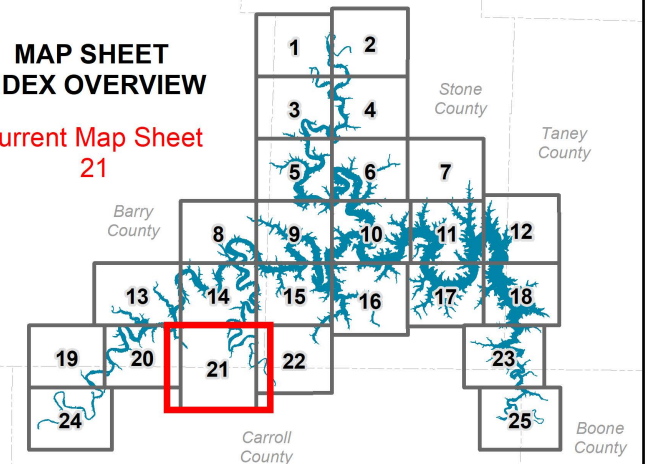 MAP SHEET
DEX OVERVIEW
urrent Map Sheet
21
1
2
Stone
County
3
4
Taney
County
5
6
7
Barry
County
8
9
10
11
12
13
14
15
16
17
18
19
20
21
22
23
24
25
Carroll
County
Boone
County